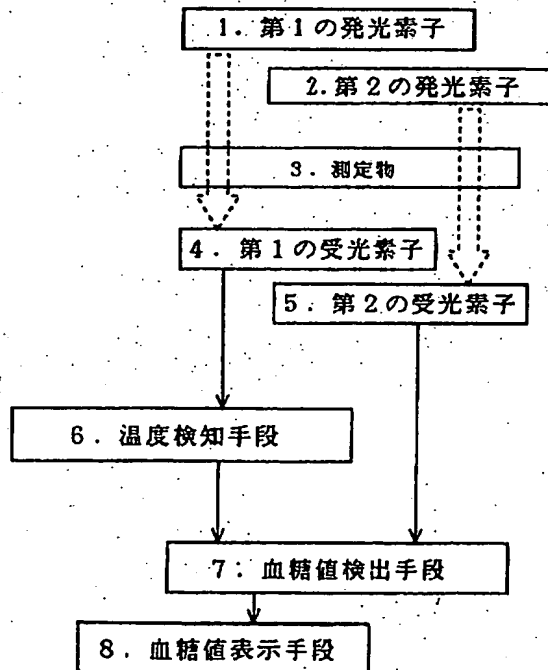 1. 第1の発光素子
2. 第2の発光素子
3. 測定物
4. 第1の受光素子
5. 第2の受光素子
6. 温度検知手段
7. 血糖値検出手段
8. 血糖値表示手段